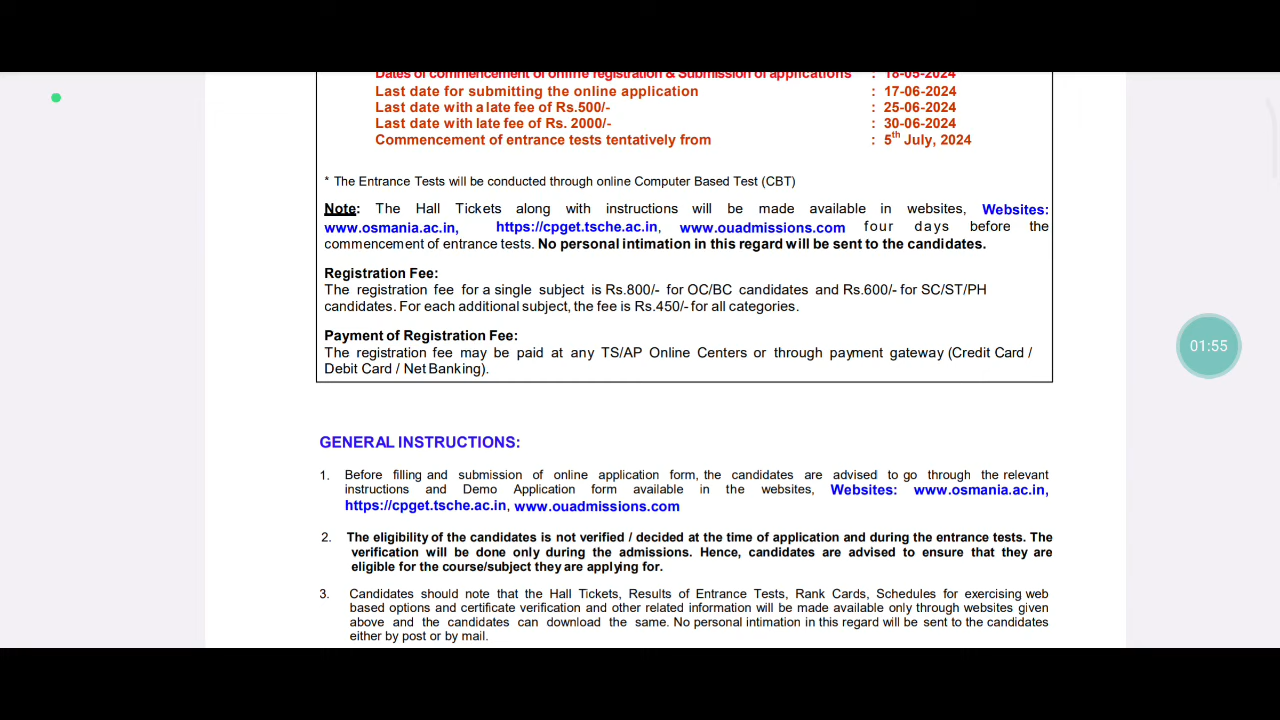 Dates of commencement of online registration & Submission of applications : 18-05-2024
Last date for submitting the online application : 17-06-2024
Last date with a late fee of Rs.500/- : 25-06-2024
Last date with late fee of Rs. 2000/- : 30-06-2024
Commencement of entrance tests tentatively from : 5th July, 2024
* The Entrance Tests will be conducted through online Computer Based Test (CBT)
Note: The Hall Tickets along with instructions will be made available in websites, Websites:
www.osmania.ac.in, https://cpget.tsche.ac.in, www.ouadmissions.com four days before the
commencement of entrance tests. No personal intimation in this regard will be sent to the candidates.
Registration Fee:
The registration fee for a single subject is Rs.800/- for OC/BC candidates and Rs.600/- for SC/ST/PH
candidates. For each additional subject, the fee is Rs.450/- for all categories.
Payment of Registration Fee:
The registration fee may be paid at any TS/AP Online Centers or through payment gateway (Credit Card /
Debit Card / Net Banking).
01:55
GENERAL INSTRUCTIONS:
1. Before filling and submission of online application form, the candidates are advised to go through the relevant
instructions and Demo Application form available in the websites, Websites: www.osmania.ac.in,
https://cpget.tsche.ac.in, www.ouadmissions.com
2. The eligibility of the candidates is not verified / decided at the time of application and during the entrance tests. The
verification will be done only during the admissions. Hence, candidates are advised to ensure that they are
eligible for the course/subject they are applying for.
3. Candidates should note that the Hall Tickets, Results of Entrance Tests, Rank Cards, Schedules for exercising web
based options and certificate verification and other related information will be made available only through websites given
above and the candidates can download the same. No personal intimation in this regard will be sent to the candidates
either by post or by mail.